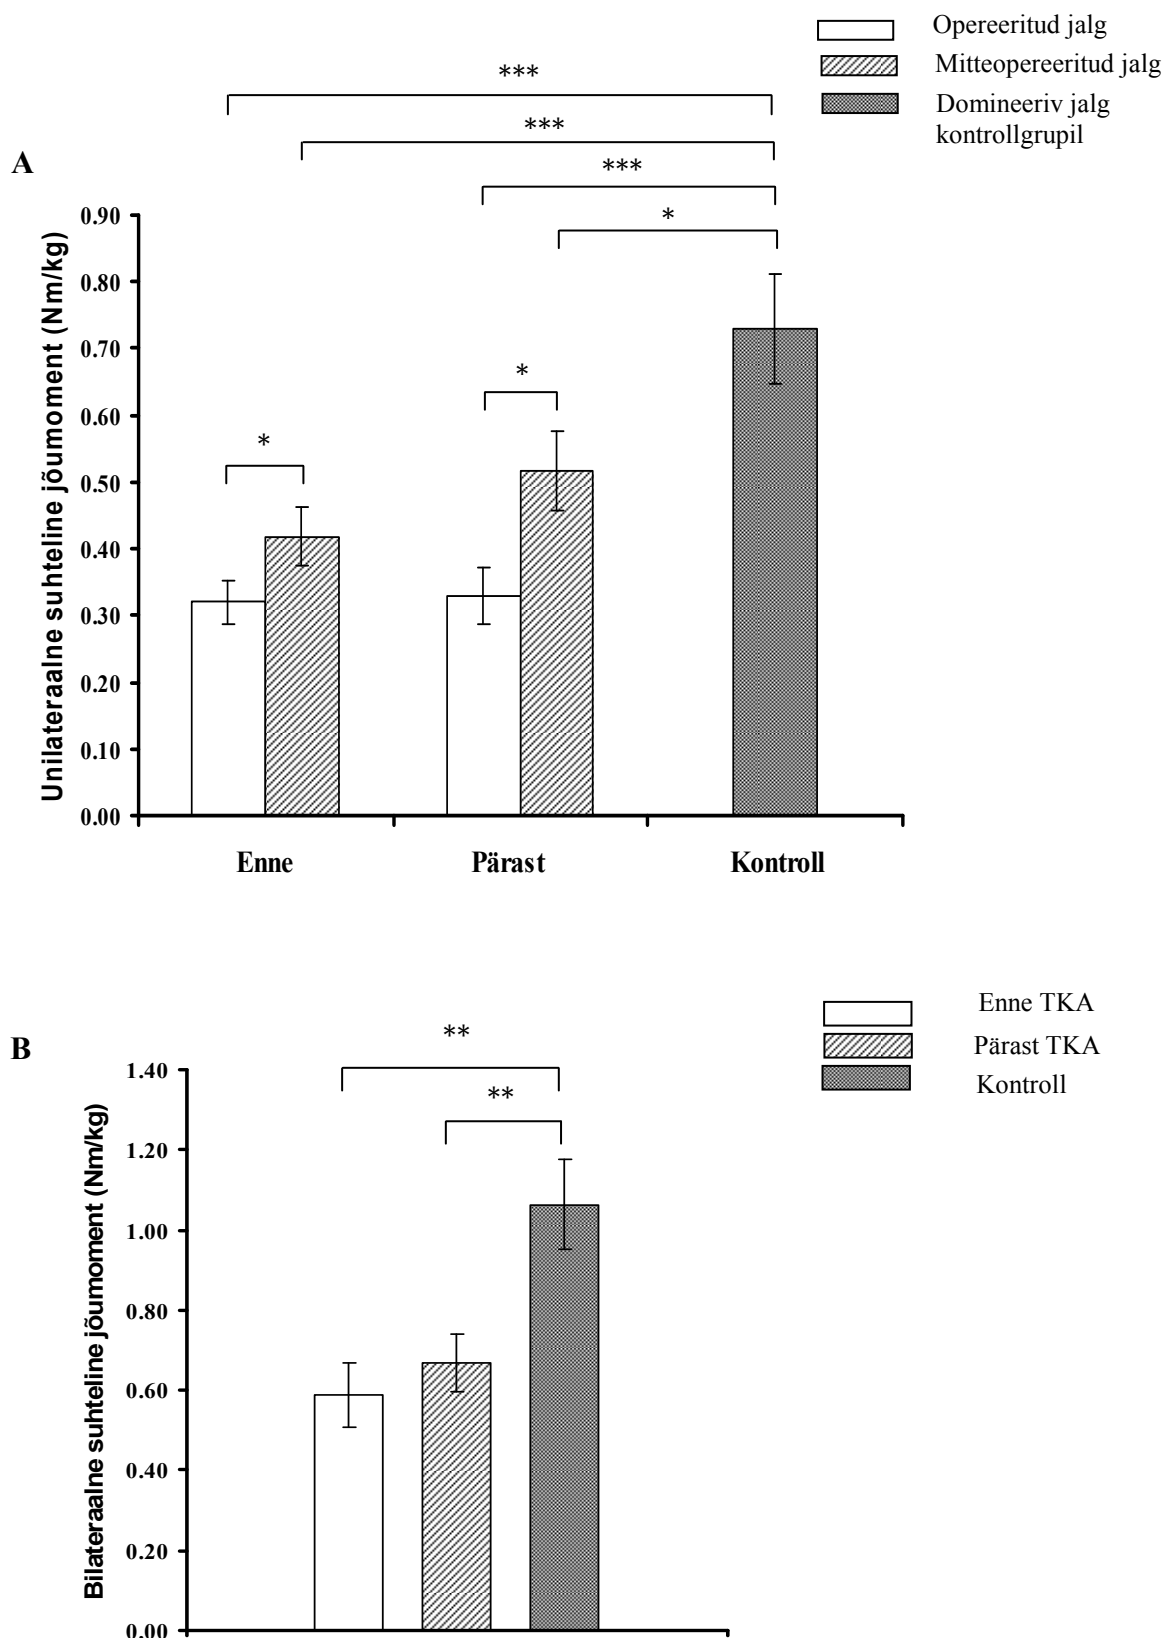 Opereeritud jalg
Mitteopereeritud jalg
Domineeriv jalg
kontrollgrupil
***
***
***
*
A
Unilateraalne suhteline jõumoment (Nm/kg)
0.90
0.80
0.70
0.60
0.50
0.40
0.30
0.20
0.10
0.00
*
*
Enne
Pärast
Kontroll
Enne TKA
Pärast TKA
Kontroll
B
**
**
Bilateraalne suhteline jõumoment (Nm/kg)
1.40
1.20
1.00
0.80
0.60
0.40
0.20
0.00